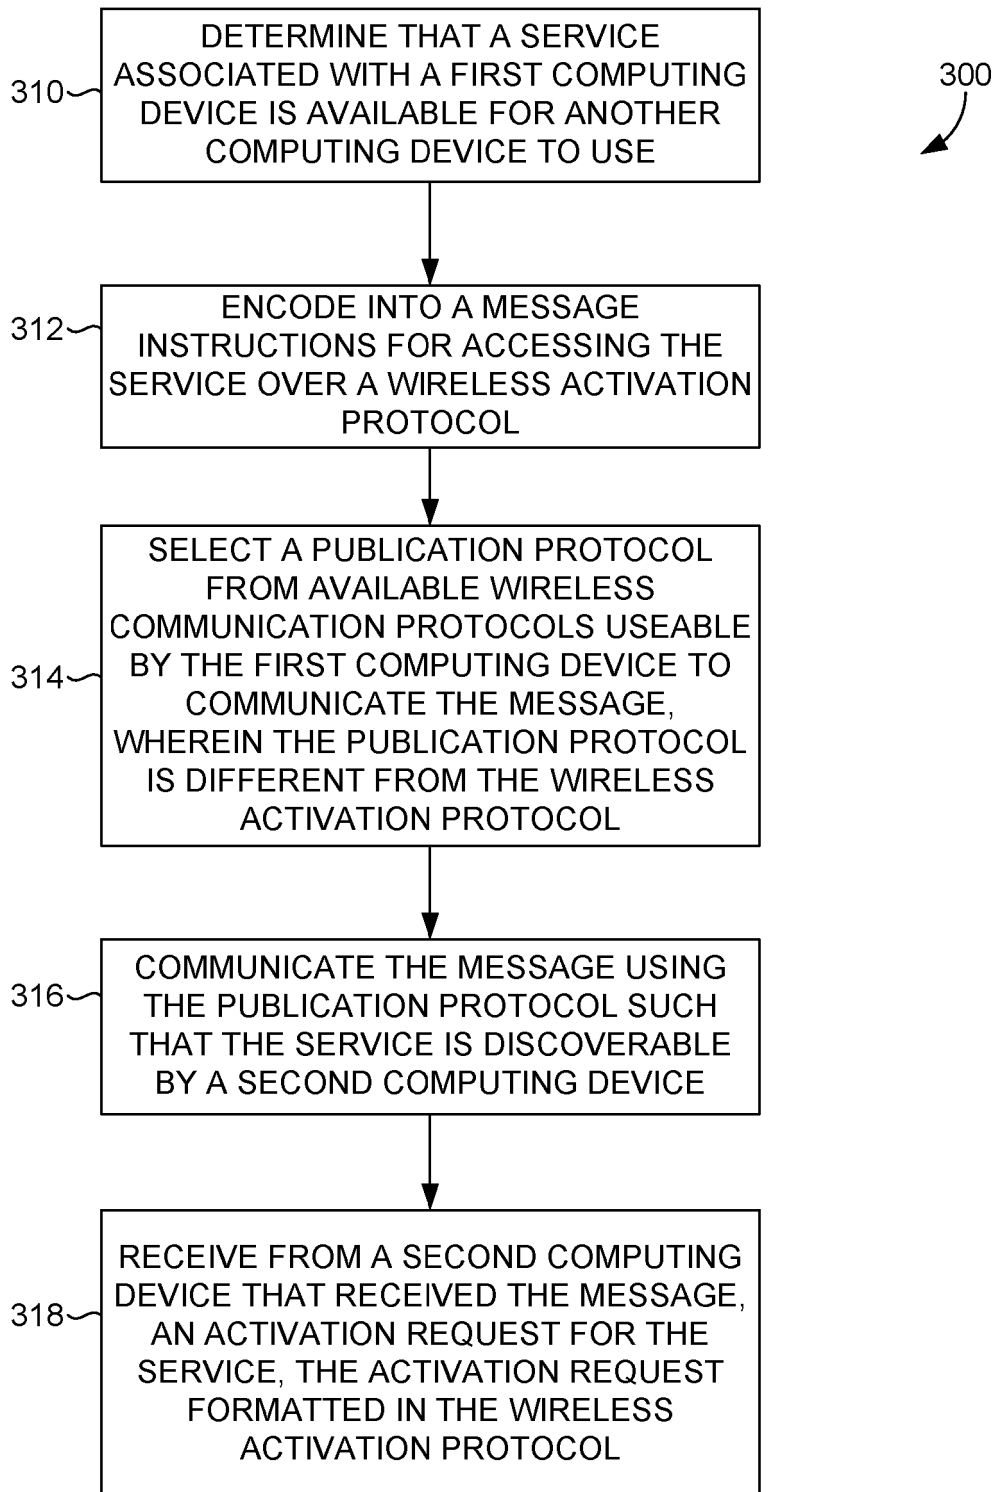 DETERMINE THAT A SERVICE
ASSOCIATED WITH A FIRST COMPUTING
DEVICE IS AVAILABLE FOR ANOTHER
COMPUTING DEVICE TO USE
310
300
ENCODE INTO A MESSAGE
INSTRUCTIONS FOR ACCESSING THE
SERVICE OVER A WIRELESS ACTIVATION
PROTOCOL
312
SELECT A PUBLICATION PROTOCOL
FROM AVAILABLE WIRELESS
COMMUNICATION PROTOCOLS USEABLE
BY THE FIRST COMPUTING DEVICE TO
COMMUNICATE THE MESSAGE,
WHEREIN THE PUBLICATION PROTOCOL
IS DIFFERENT FROM THE WIRELESS
ACTIVATION PROTOCOL
314
COMMUNICATE THE MESSAGE USING
THE PUBLICATION PROTOCOL SUCH
THAT THE SERVICE IS DISCOVERABLE
BY A SECOND COMPUTING DEVICE
316
RECEIVE FROM A SECOND COMPUTING
DEVICE THAT RECEIVED THE MESSAGE,
AN ACTIVATION REQUEST FOR THE
SERVICE, THE ACTIVATION REQUEST
FORMATTED IN THE WIRELESS
ACTIVATION PROTOCOL
318